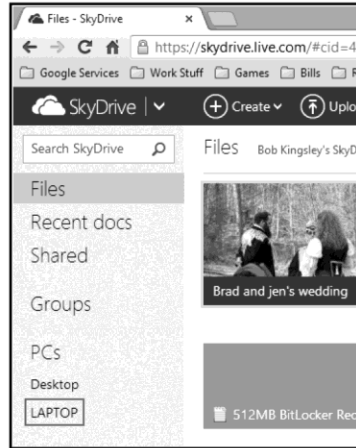 Files - SkyDrive ×
https://skydrive.live.com/#cid=4
Google Services Work Stuff Games Bills
SkyDrive Create Uplo
Search SkyDrive
Files Bob Kingsley's SkyD
Files
Recent docs
Shared
Brad and jen's wedding
Groups
PCs
Desktop
LAPTOP
512MB BitLocker Rec